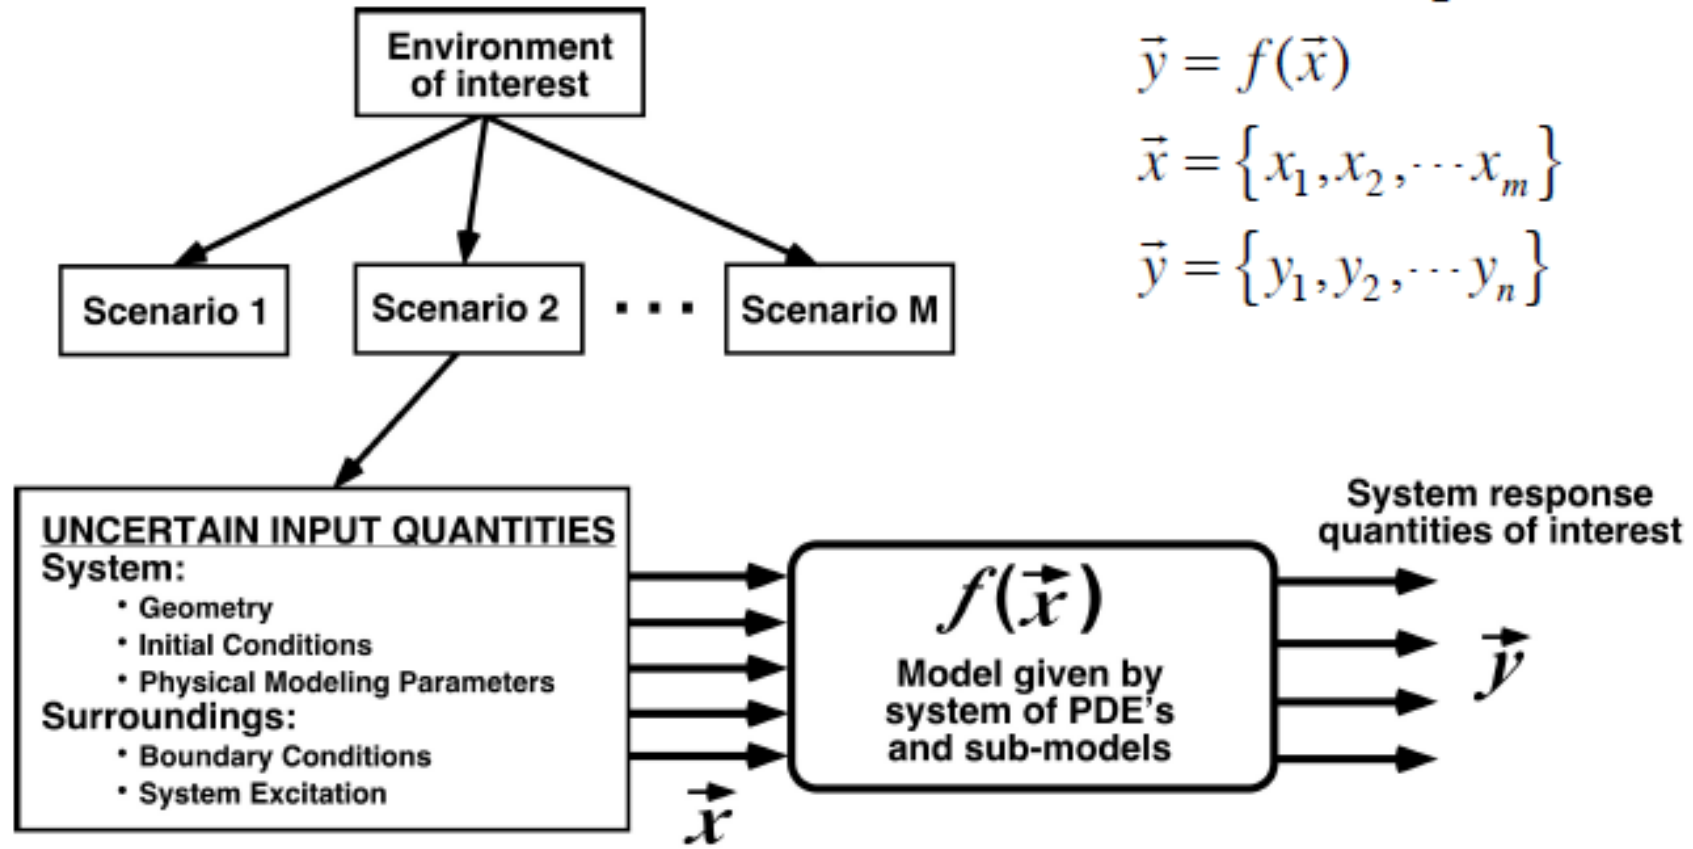 Environment
of interest
y⃗ = f(x⃗)
x⃗ = {x₁, x₂, ⋯ xₘ}
y⃗ = {y₁, y₂, ⋯ yₙ}
Scenario 1
Scenario 2
. . .
Scenario M
UNCERTAIN INPUT QUANTITIES
System:
• Geometry
• Initial Conditions
• Physical Modeling Parameters
Surroundings:
• Boundary Conditions
• System Excitation
x⃗
f(x⃗)
Model given by
system of PDE's
and sub-models
System response
quantities of interest
y⃗